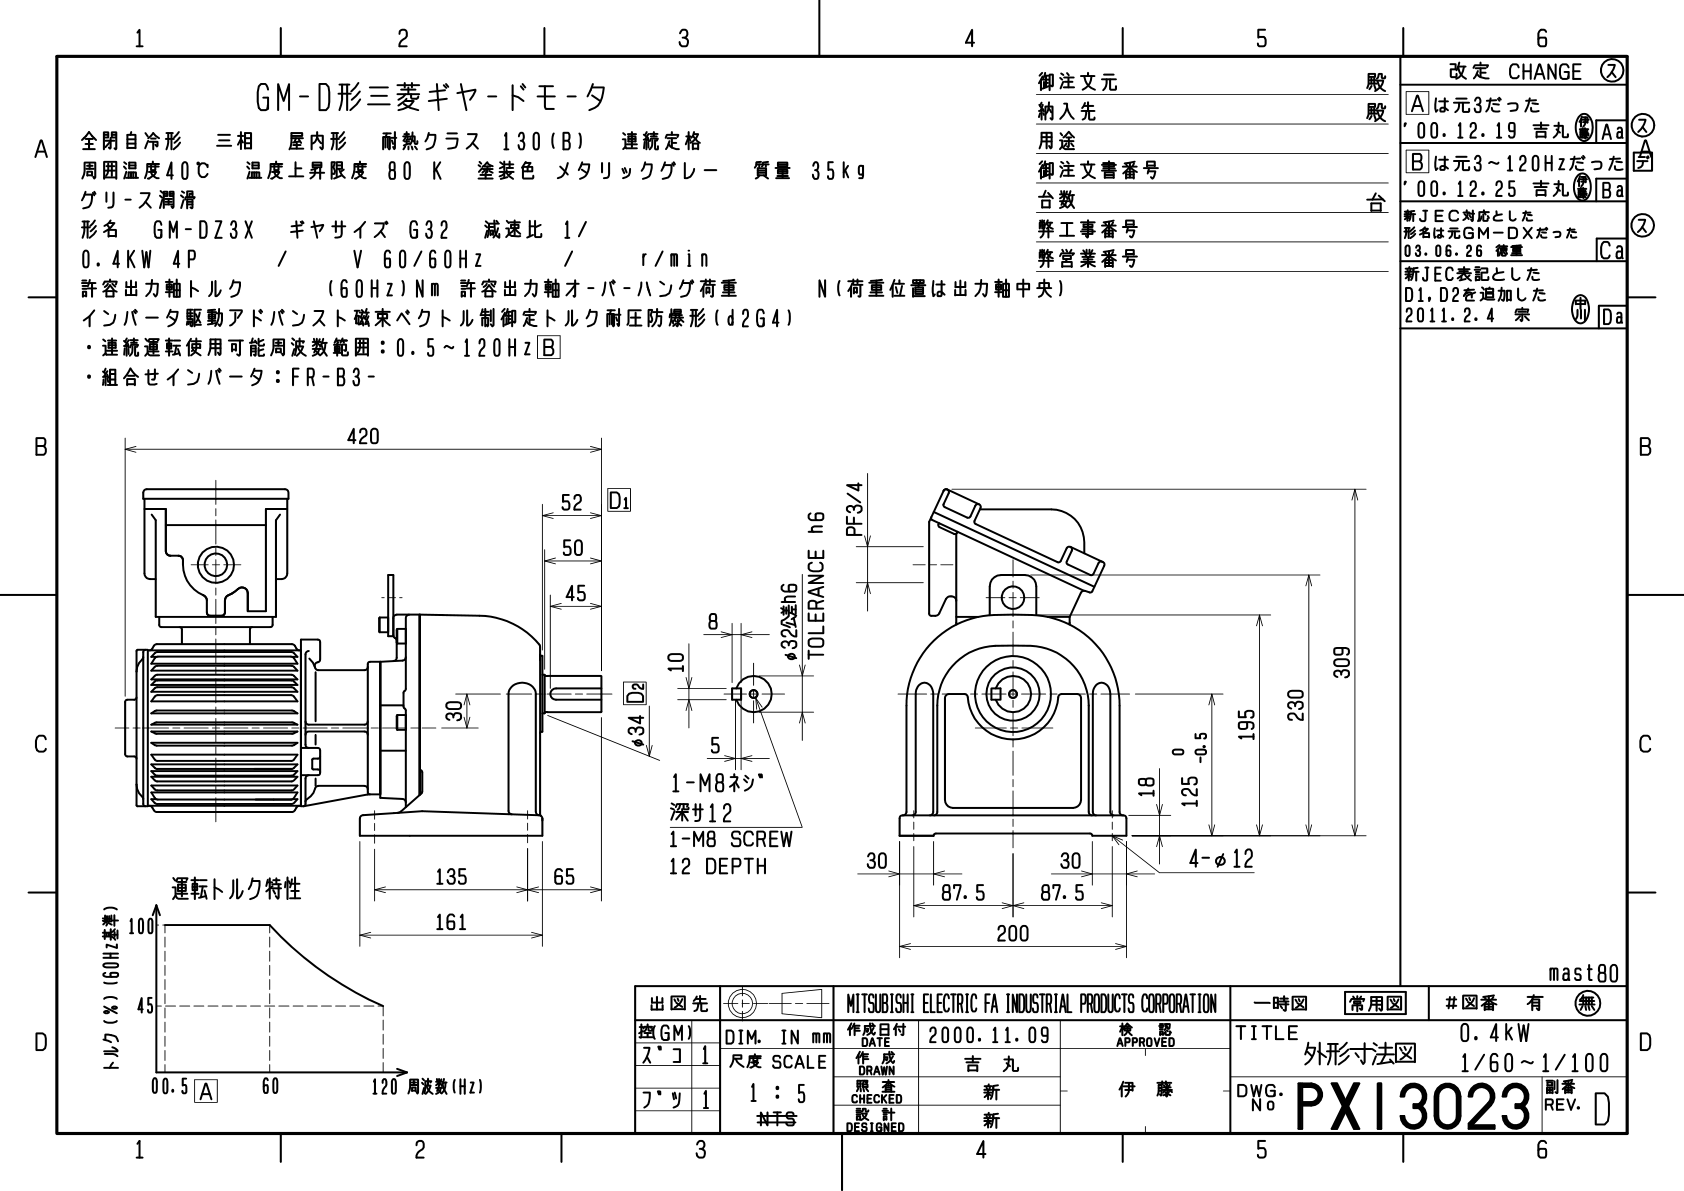 1 2 3 4 5 6
GM-D形三菱ギヤードモータ
全閉自冷形 三相 屋内形 耐熱クラス 130(B) 連続定格
周囲温度40℃ 温度上昇限度 80 K 塗装色 メタリックグレー 質量 35kg
グリース潤滑
形名 GM-DZ3X ギヤサイズ G32 減速比 1/
0.4KW 4P / V 60/60Hz / r/min
許容出力軸トルク (60Hz)Nm 許容出力軸オーバーハング荷重 N(荷重位置は出力軸中央)
インバータ駆動アドバンスト磁束ベクトル制御定トルク耐圧防爆形(d2G4)
・連続運転使用可能周波数範囲:0.5~120Hz B
・組合せインバータ:FR-B3-
御注文元 殿
納入先 殿
用途
御注文書番号
台数 台
弊工事番号
弊営業番号
改定 CHANGE ス
A は元3だった
'00.12.19 吉丸 伊藤 Aa ス
B は元3~120Hzだった
'00.12.25 吉丸 伊藤 Ba
新JEC対応とした
形名は元GM-DXだった
03.06.26 徳重 Ca ス
新JEC表記とした
D1,D2を追加した
2011.2.4 宗 中川 Da
A
B
C
D
A
デ
B
C
D
420
52 D1
50
45
30
φ34 D2
135 65
161
8
10
5
φ32公差h6
TOLERANCE h6
1-M8ネジ
深サ12
1-M8 SCREW
12 DEPTH
PF3/4
309
230
195
125 0 -0.5
18
30 30
4-φ12
87.5 87.5
200
運転トルク特性
トルク(%)(60Hz基準)
100
45
0 0.5 A 60 120 周波数(Hz)
mast80
出図先
控(GM)
ズコ 1
ブツ 1
DIM. IN mm
尺度 SCALE
1 : 5
NTS
MITSUBISHI ELECTRIC FA INDUSTRIAL PRODUCTS CORPORATION
作成日付 DATE 2000.11.09
作成 DRAWN 吉丸
照査 CHECKED 新
設計 DESIGNED 新
検認 APPROVED
伊藤
一時図 常用図 #図番 有 無
TITLE 0.4kW
外形寸法図 1/60~1/100
DWG. No PX13023
副番 REV. D
1 2 3 4 5 6